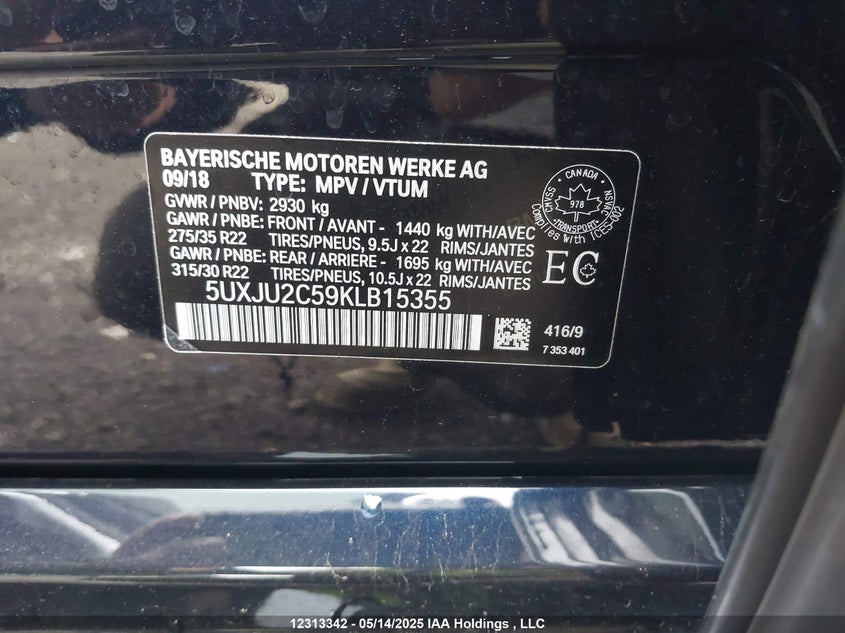 BAYERISCHE MOTOREN WERKE AG
09/18 TYPE: MPV / VTUM
GVWR / PNBV: 2930 kg
GAWR / PNBE: FRONT / AVANT - 1440 kg WITH/AVEC
275/35 R22 TIRES/PNEUS, 9.5J x 22 RIMS/JANTES
GAWR / PNBE: REAR / ARRIERE - 1695 kg WITH/AVEC
315/30 R22 TIRES/PNEUS, 10.5J x 22 RIMS/JANTES
5UXJU2C59KLB15355
CANADA
CMVSS
978
NSVAC
TRANSPORT
Complies with ICES-002
EC
416/9
7 353 401
12313342 - 05/14/2025 IAA Holdings , LLC